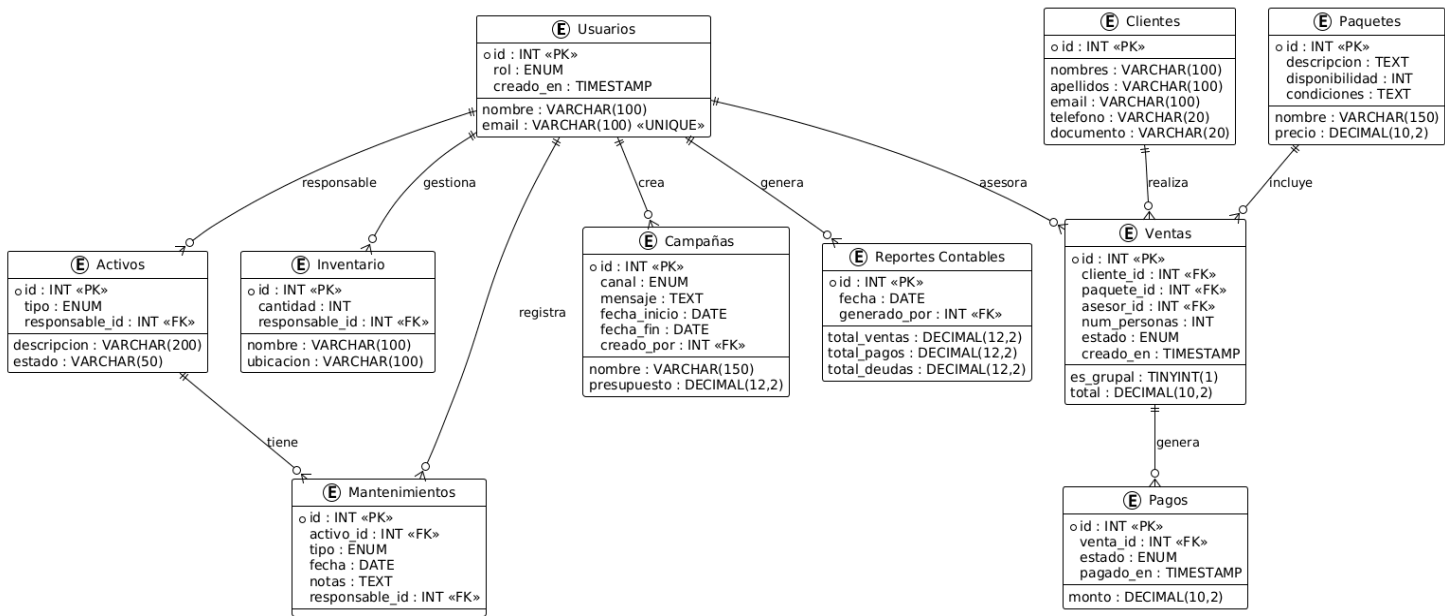 E Usuarios
id : INT «PK»
rol : ENUM
creado_en : TIMESTAMP
nombre : VARCHAR(100)
email : VARCHAR(100) «UNIQUE»
E Clientes
id : INT «PK»
nombres : VARCHAR(100)
apellidos : VARCHAR(100)
email : VARCHAR(100)
telefono : VARCHAR(20)
documento : VARCHAR(20)
E Paquetes
id : INT «PK»
descripcion : TEXT
disponibilidad : INT
condiciones : TEXT
nombre : VARCHAR(150)
precio : DECIMAL(10,2)
responsable
gestiona
registra
crea
genera
asesora
realiza
incluye
E Activos
id : INT «PK»
tipo : ENUM
responsable_id : INT «FK»
descripcion : VARCHAR(200)
estado : VARCHAR(50)
E Inventario
id : INT «PK»
cantidad : INT
responsable_id : INT «FK»
nombre : VARCHAR(100)
ubicacion : VARCHAR(100)
E Campañas
id : INT «PK»
canal : ENUM
mensaje : TEXT
fecha_inicio : DATE
fecha_fin : DATE
creado_por : INT «FK»
nombre : VARCHAR(150)
presupuesto : DECIMAL(12,2)
E Reportes Contables
id : INT «PK»
fecha : DATE
generado_por : INT «FK»
total_ventas : DECIMAL(12,2)
total_pagos : DECIMAL(12,2)
total_deudas : DECIMAL(12,2)
E Ventas
id : INT «PK»
cliente_id : INT «FK»
paquete_id : INT «FK»
asesor_id : INT «FK»
num_personas : INT
estado : ENUM
creado_en : TIMESTAMP
es_grupal : TINYINT(1)
total : DECIMAL(10,2)
tiene
genera
E Mantenimientos
id : INT «PK»
activo_id : INT «FK»
tipo : ENUM
fecha : DATE
notas : TEXT
responsable_id : INT «FK»
E Pagos
id : INT «PK»
venta_id : INT «FK»
estado : ENUM
pagado_en : TIMESTAMP
monto : DECIMAL(10,2)